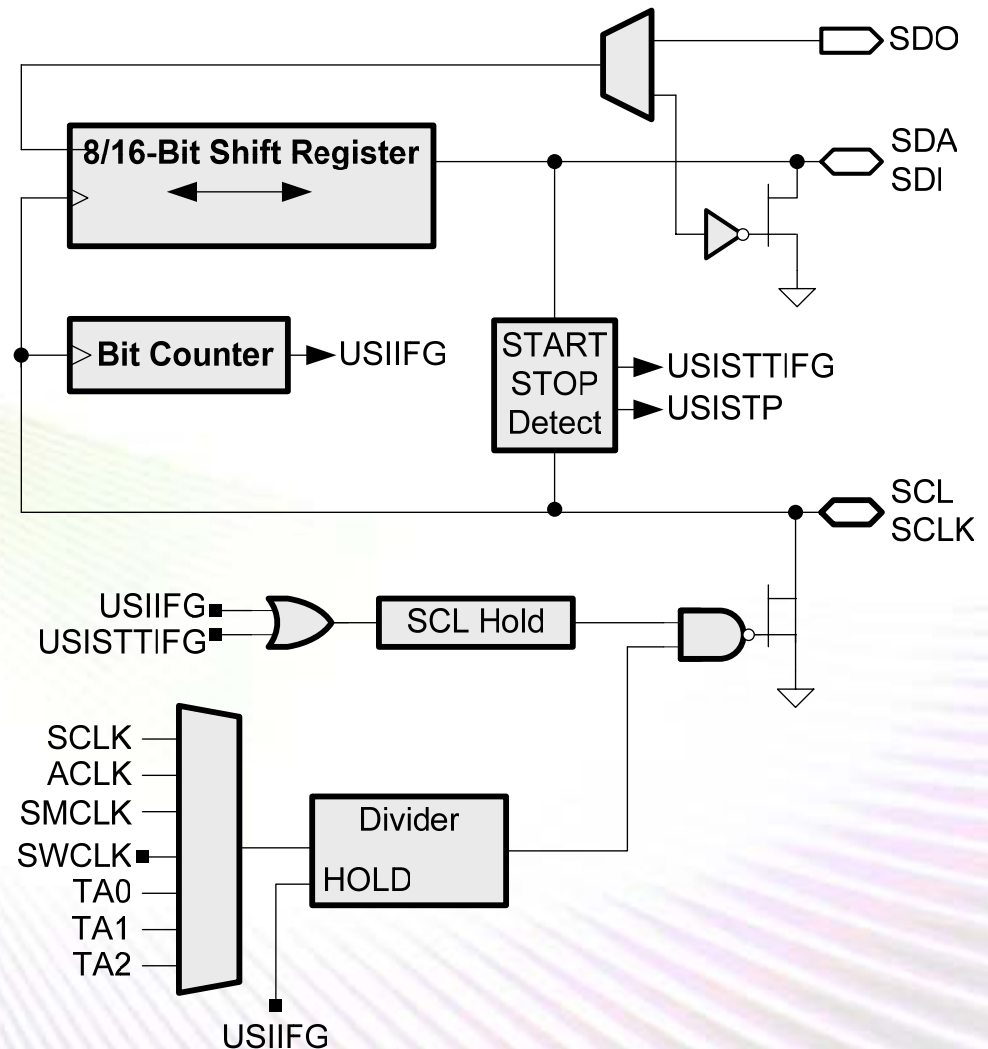 SDO
8/16-Bit Shift Register
SDA
SDI
Bit Counter
USIIFG
START
STOP
Detect
USISTTIFG
USISTP
SCL
SCLK
USIIFG
USISTTIFG
SCL Hold
SCLK
ACLK
SMCLK
SWCLK
TA0
TA1
TA2
Divider
HOLD
USIIFG